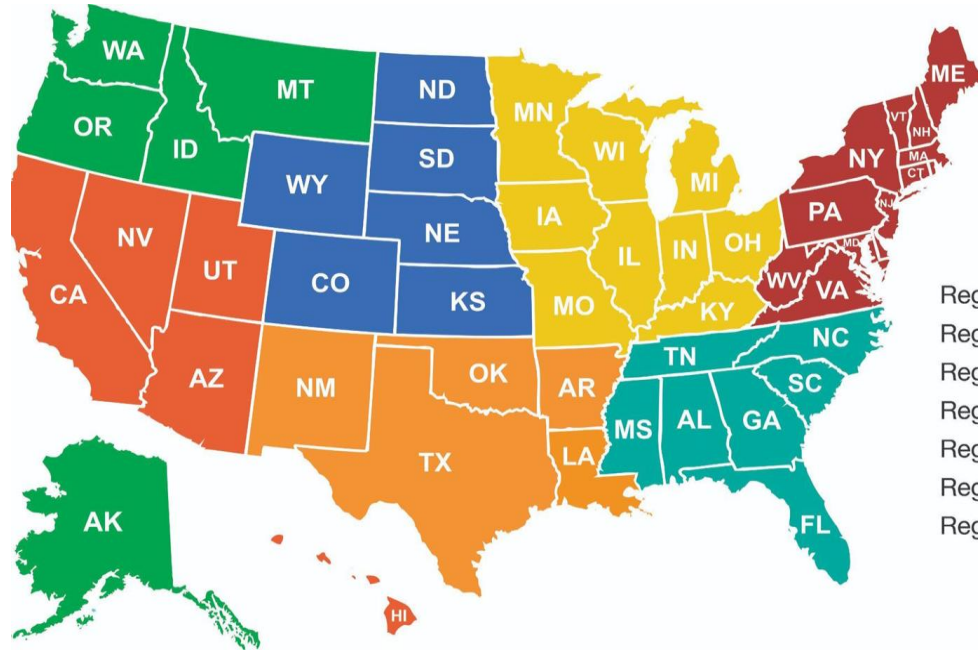 WA
MT
ND
MN
ME
OR
ID
SD
WI
MI
VT
NH
NY
MA
CT
WY
NE
IA
PA
NJ
NV
UT
CO
IL
IN
OH
MD
CA
KS
MO
KY
WV
VA
Reg
AZ
NM
OK
AR
TN
NC
Reg
SC
Reg
TX
LA
MS
AL
GA
Reg
Reg
AK
FL
Reg
Reg
HI